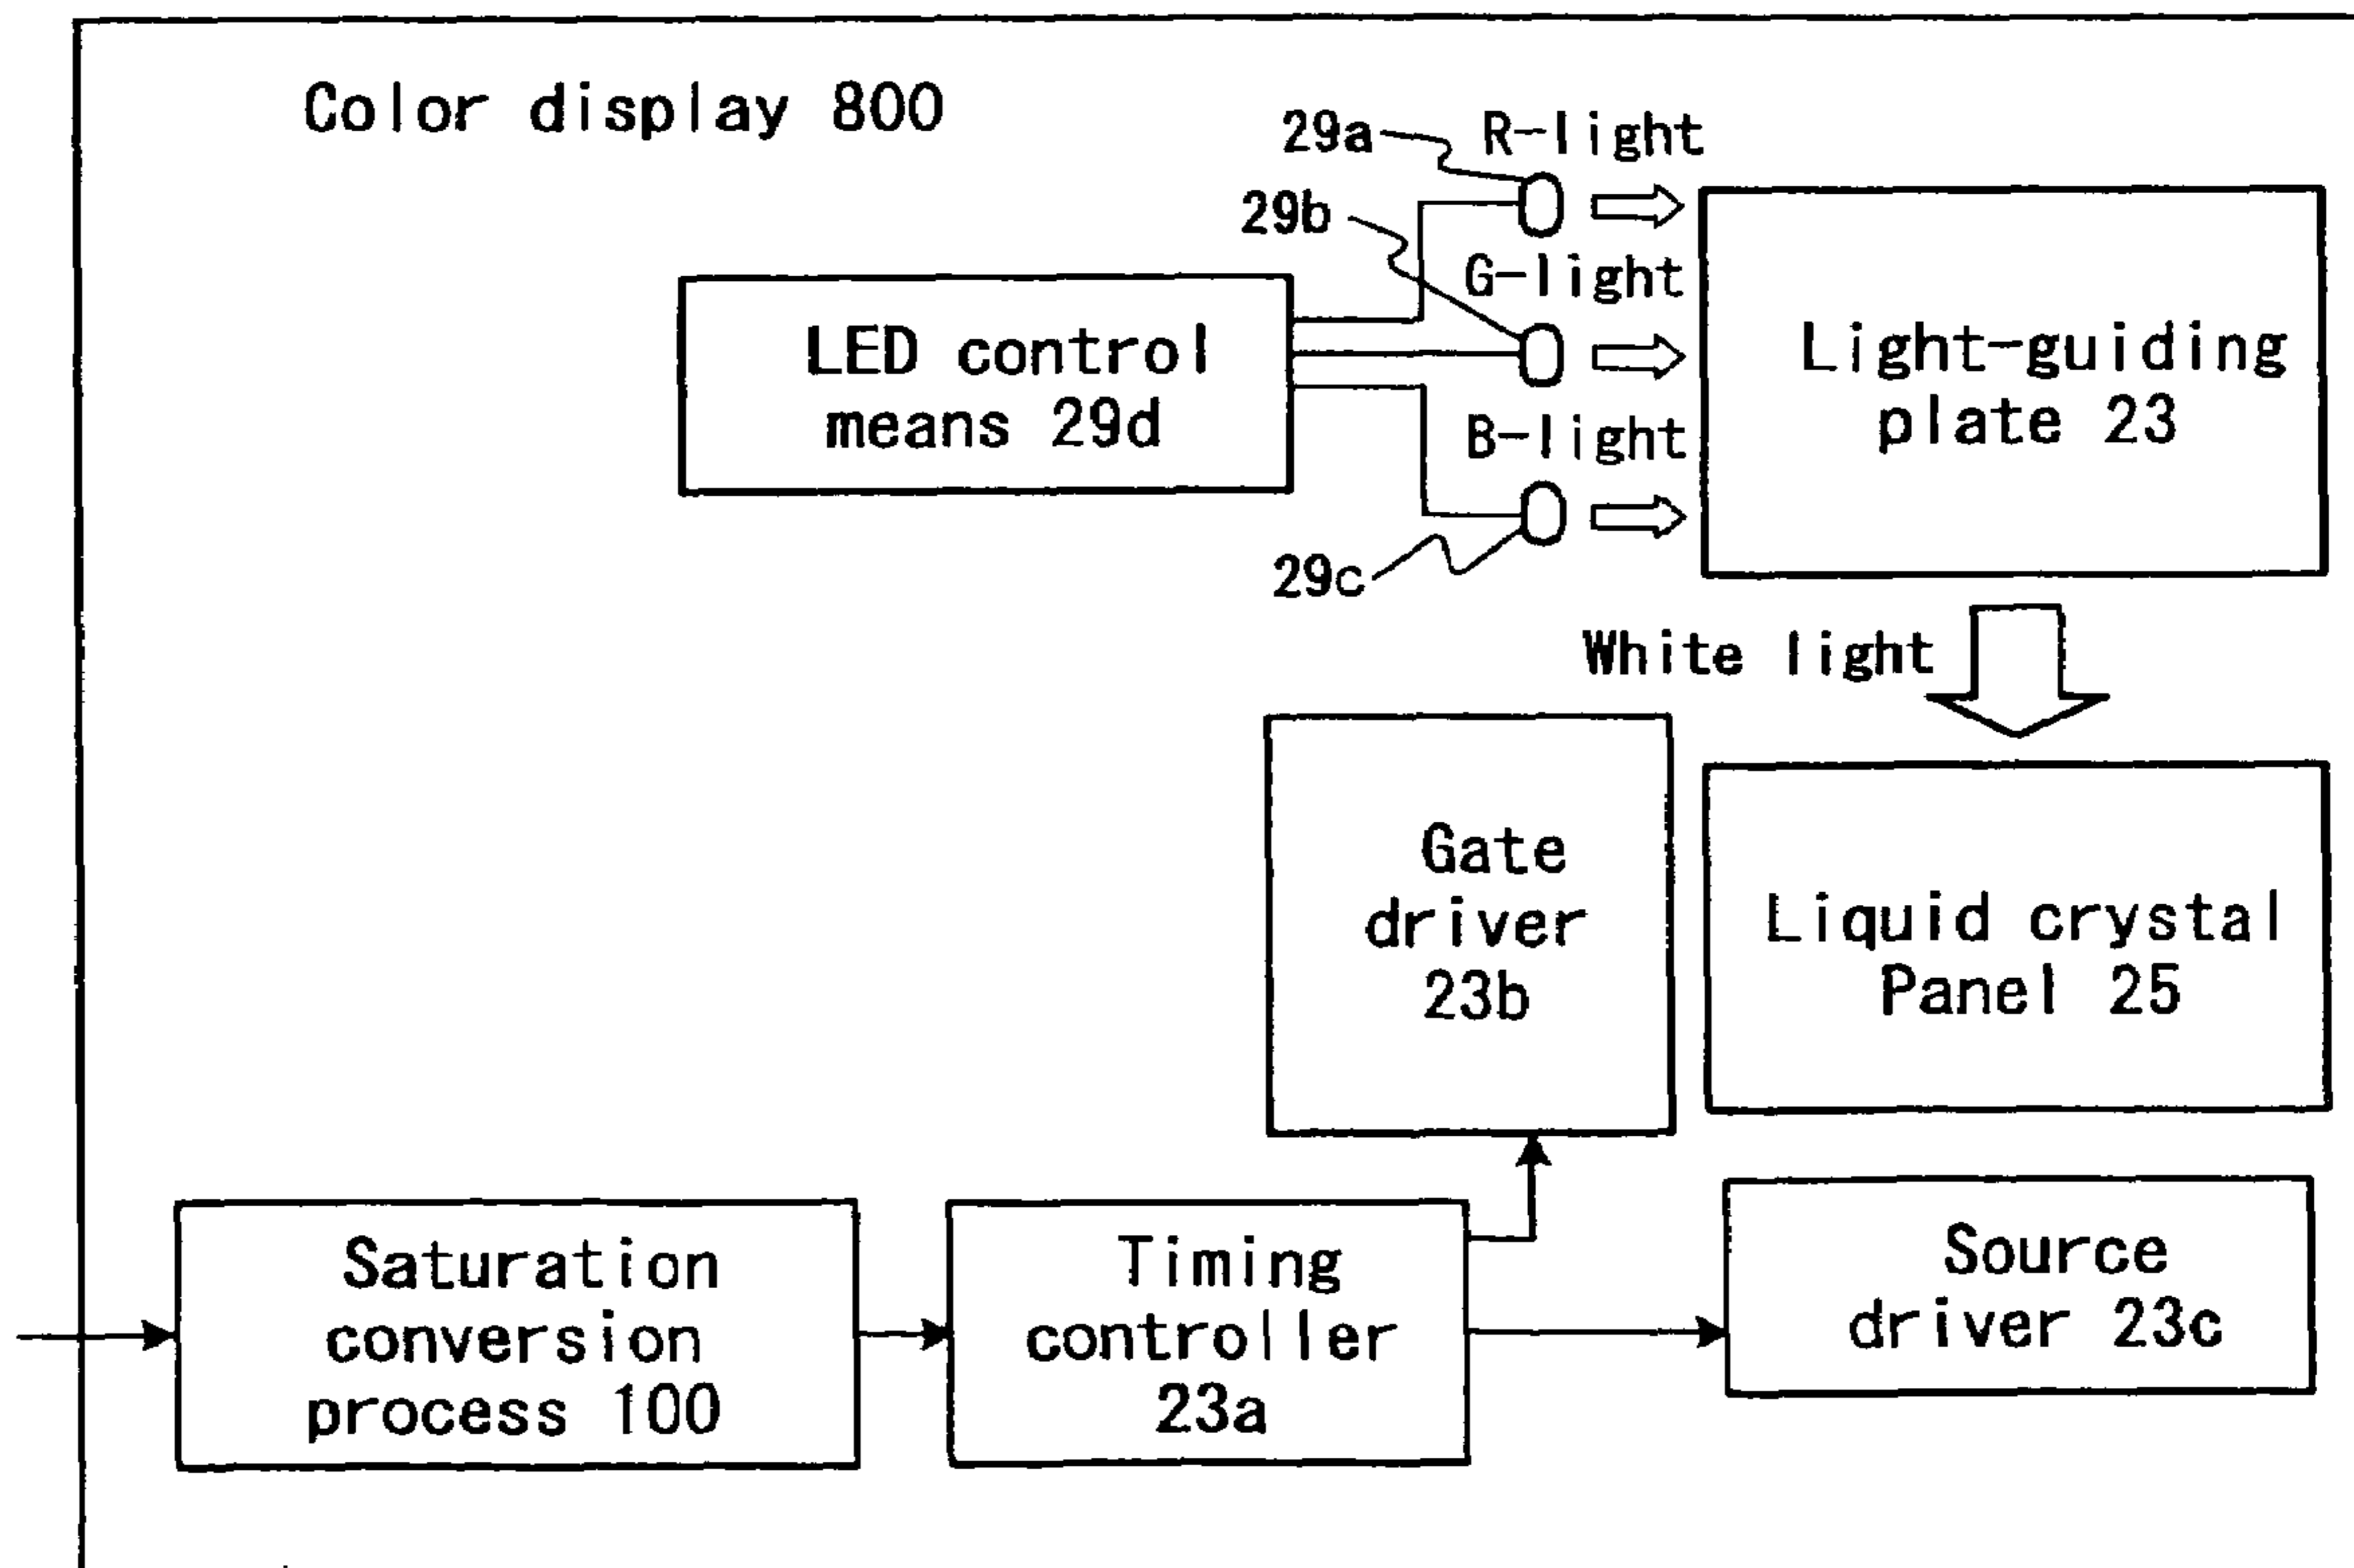 Color display 800
29a
R-light
29b
G-light
LED control
means 29d
Light-guiding
plate 23
B-light
29c
White light
Gate
driver
23b
Liquid crystal
Panel 25
Saturation
conversion
process 100
Timing
controller
23a
Source
driver 23c